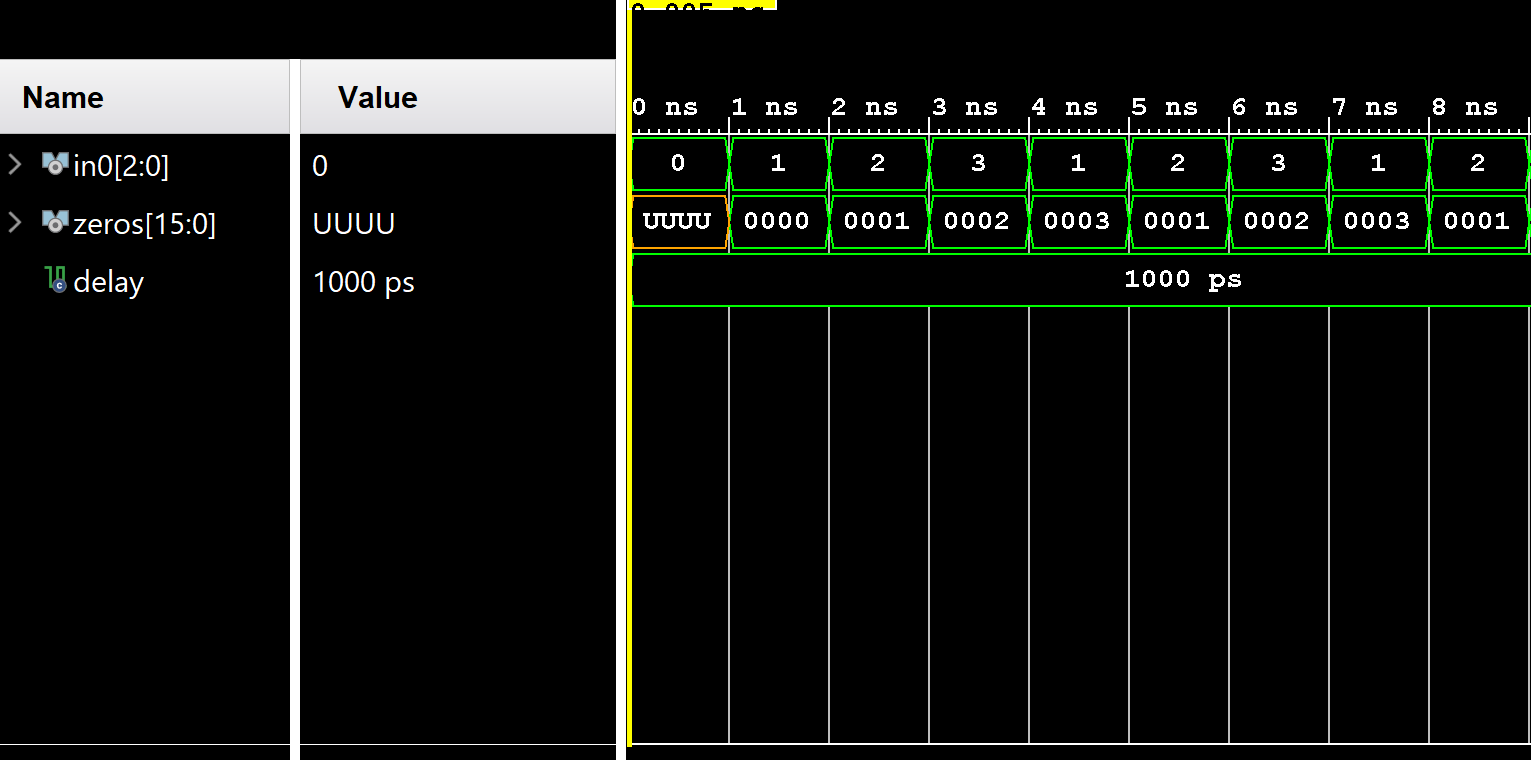 Name Value
0 ns 1 ns 2 ns 3 ns 4 ns 5 ns 6 ns 7 ns 8 ns
in0[2:0] 0 0 1 2 3 1 2 3 1 2
zeros[15:0] UUUU UUUU 0000 0001 0002 0003 0001 0002 0003 0001
delay 1000 ps 1000 ps